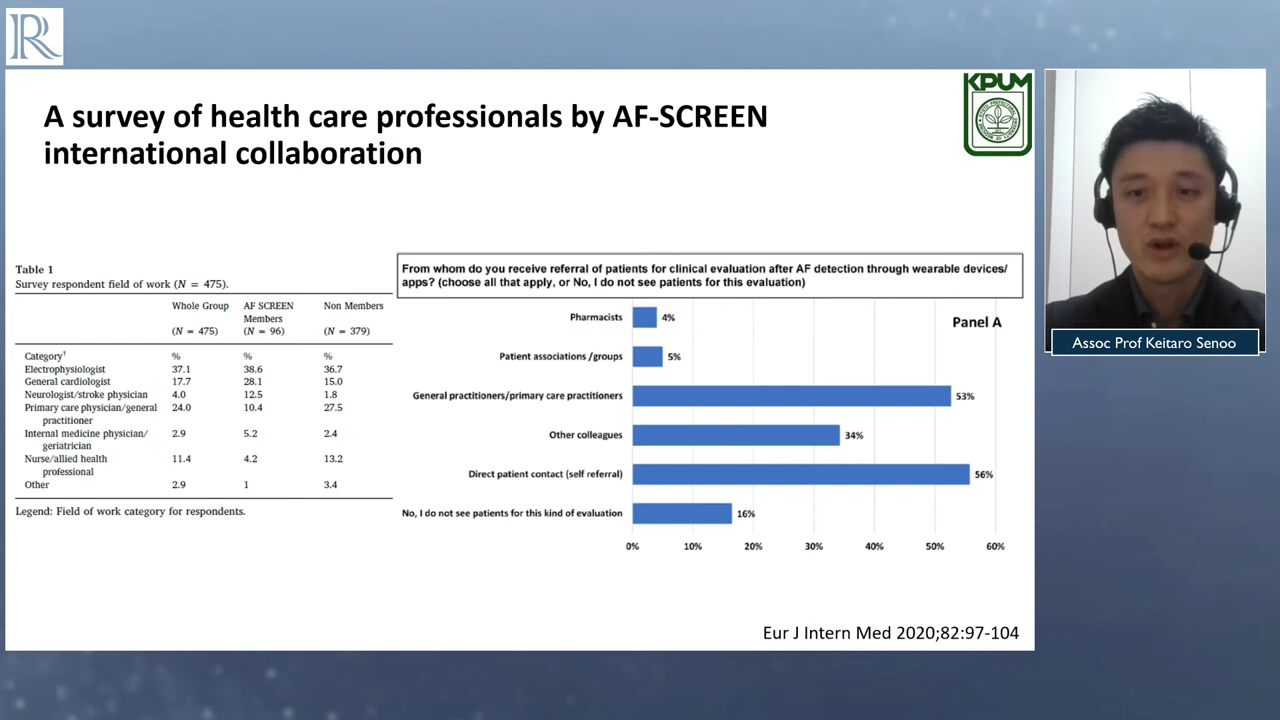 R
KPUM
A survey of health care professionals by AF-SCREEN
international collaboration
Table 1
Survey respondent field of work (N = 475).
Whole Group AF SCREEN Non Members
Members
(N = 475) (N = 96) (N = 379)
Category† % % %
Electrophysiologist 37.1 38.6 36.7
General cardiologist 17.7 28.1 15.0
Neurologist/stroke physician 4.0 12.5 1.8
Primary care physician/general 24.0 10.4 27.5
practitioner
Internal medicine physician/ 2.9 5.2 2.4
geriatrician
Nurse/allied health 11.4 4.2 13.2
professional
Other 2.9 1 3.4
Legend: Field of work category for respondents.
From whom do you receive referral of patients for clinical evaluation after AF detection through wearable devices/
apps? (choose all that apply, or No, I do not see patients for this evaluation)
Panel A
Pharmacists 4%
Patient associations /groups 5%
General practitioners/primary care practitioners 53%
Other colleagues 34%
Direct patient contact (self referral) 56%
No, I do not see patients for this kind of evaluation 16%
0% 10% 20% 30% 40% 50% 60%
Eur J Intern Med 2020;82:97-104
Assoc Prof Keitaro Senoo